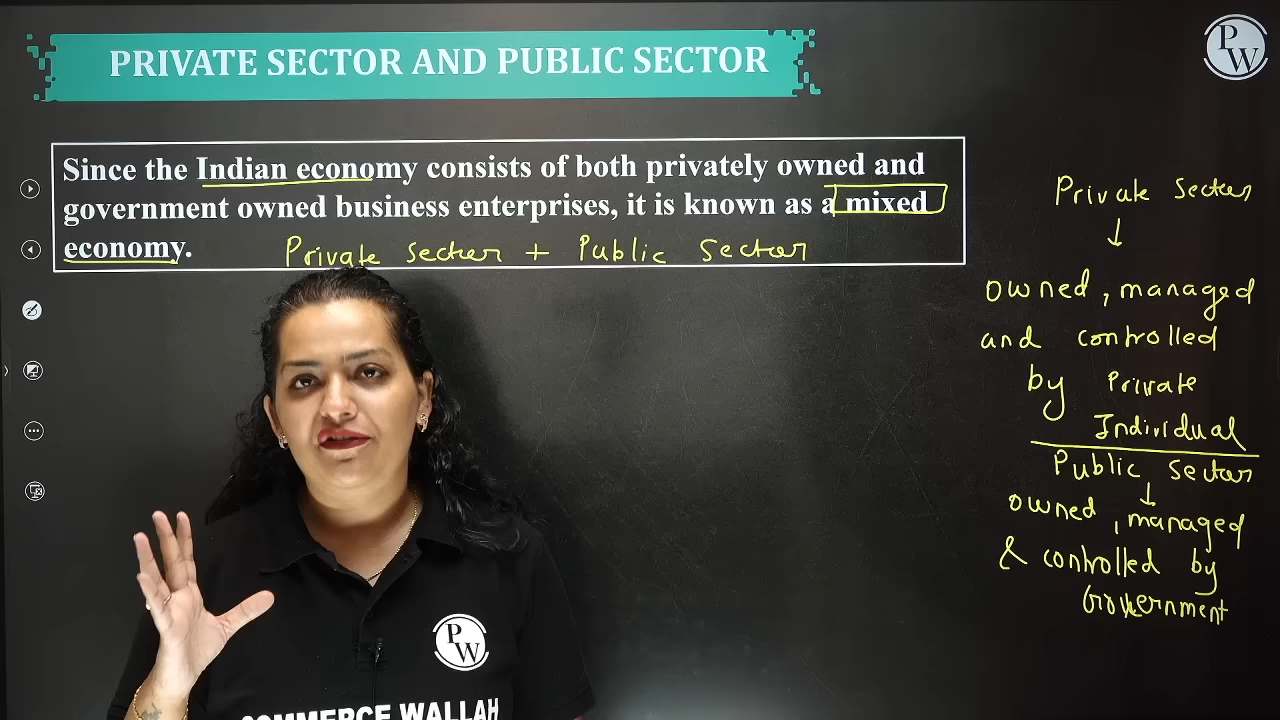 PRIVATE SECTOR AND PUBLIC SECTOR
PW
Since the Indian economy consists of both privately owned and
government owned business enterprises, it is known as a mixed
economy.
Private sector + Public Sector
Private Sector
↓
owned, managed
and controlled
by Private
Individual
Public Sector
↓
owned, managed
& controlled by
Government
PW
COMMERCE WALLAH